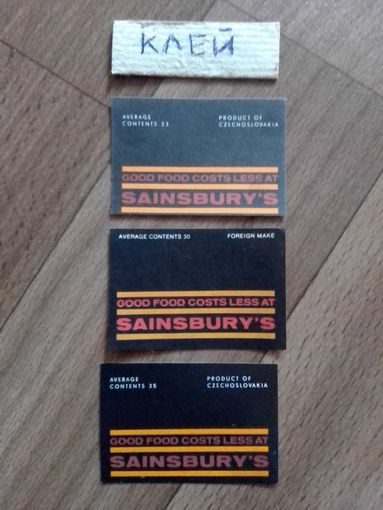 КЛЕЙ
AVERAGE CONTENTS 33
PRODUCT OF CZECHOSLOVAKIA
GOOD FOOD COSTS LESS AT
SAINSBURY'S
AVERAGE CONTENTS 30
FOREIGN MAKE
GOOD FOOD COSTS LESS AT
SAINSBURY'S
AVERAGE
CONTENTS 35
PRODUCT OF
CZECHOSLOVAKIA
GOOD FOOD COSTS LESS AT
SAINSBURY'S